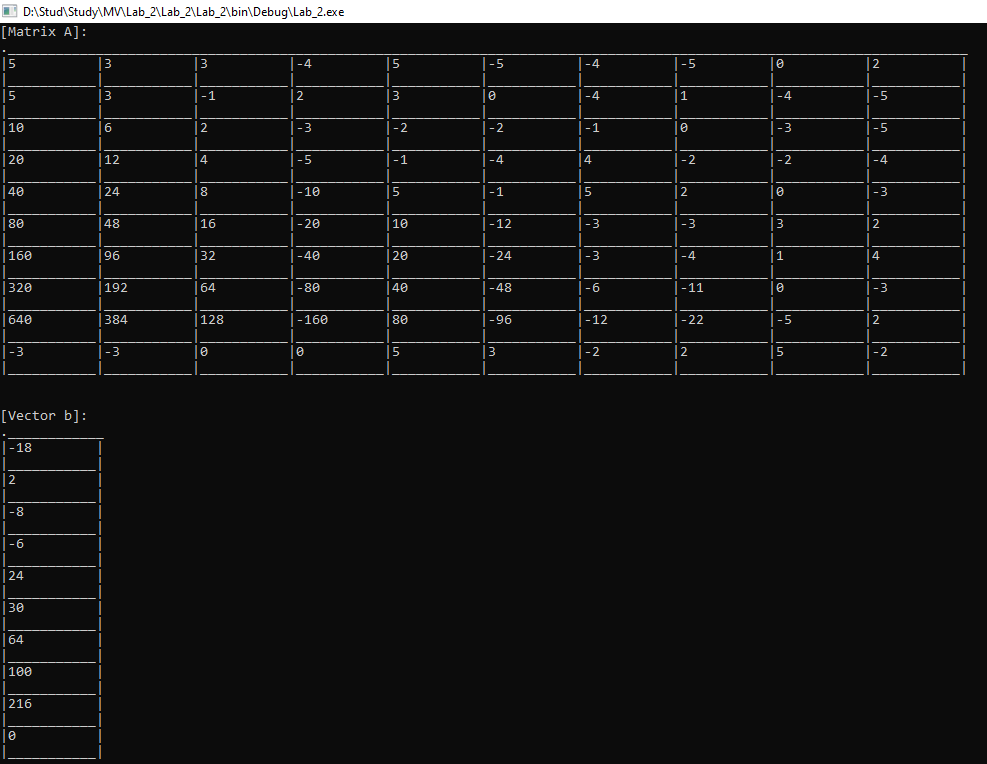 D:\Stud\Study\MV\Lab_2\Lab_2\Lab_2\bin\Debug\Lab_2.exe
[Matrix A]:
|5 |3 |3 |-4 |5 |-5 |-4 |-5 |0 |2 |
|5 |3 |-1 |2 |3 |0 |-4 |1 |-4 |-5 |
|10 |6 |2 |-3 |-2 |-2 |-1 |0 |-3 |-5 |
|20 |12 |4 |-5 |-1 |-4 |4 |-2 |-2 |-4 |
|40 |24 |8 |-10 |5 |-1 |5 |2 |0 |-3 |
|80 |48 |16 |-20 |10 |-12 |-3 |-3 |3 |2 |
|160 |96 |32 |-40 |20 |-24 |-3 |-4 |1 |4 |
|320 |192 |64 |-80 |40 |-48 |-6 |-11 |0 |-3 |
|640 |384 |128 |-160 |80 |-96 |-12 |-22 |-5 |2 |
|-3 |-3 |0 |0 |5 |3 |-2 |2 |5 |-2 |
[Vector b]:
|-18 |
|2 |
|-8 |
|-6 |
|24 |
|30 |
|64 |
|100 |
|216 |
|0 |